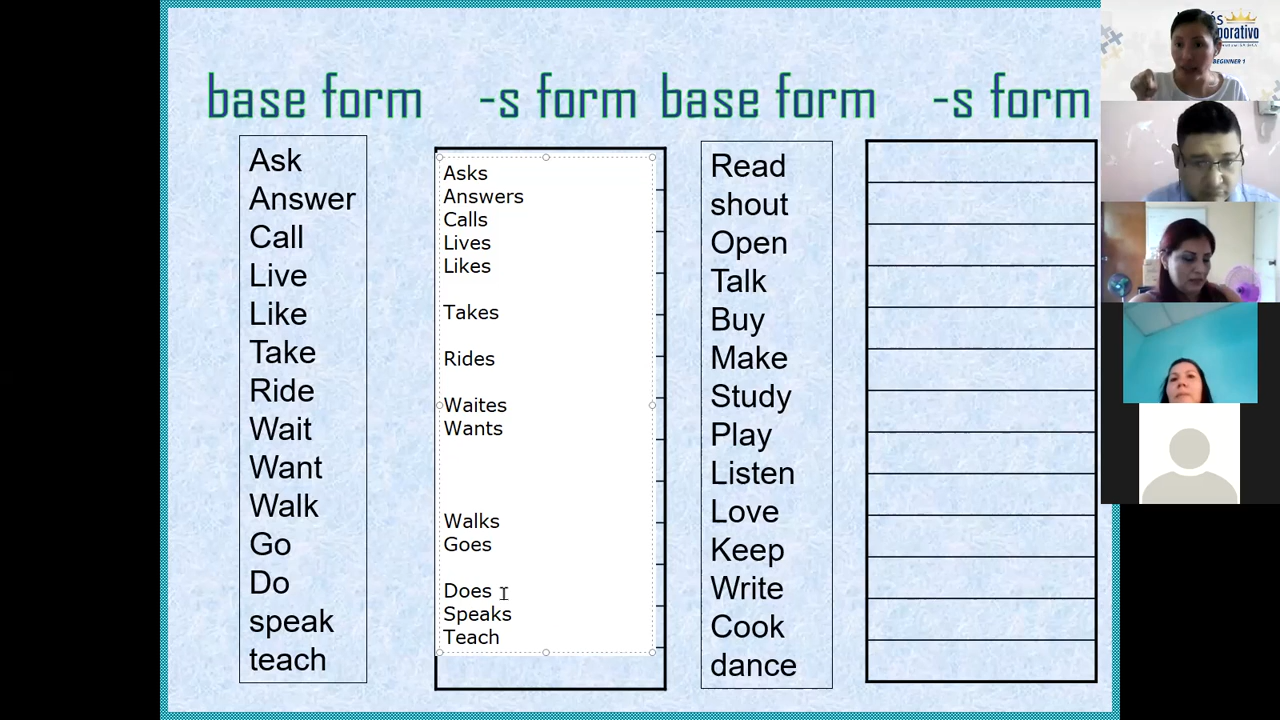 base form -s form base form -s form
Ask
Answer
Call
Live
Like
Take
Ride
Wait
Want
Walk
Go
Do
speak
teach
Asks
Answers
Calls
Lives
Likes
Takes
Rides
Waites
Wants
Walks
Goes
Does
Speaks
Teach
Read
shout
Open
Talk
Buy
Make
Study
Play
Listen
Love
Keep
Write
Cook
dance
BEGINNER 1